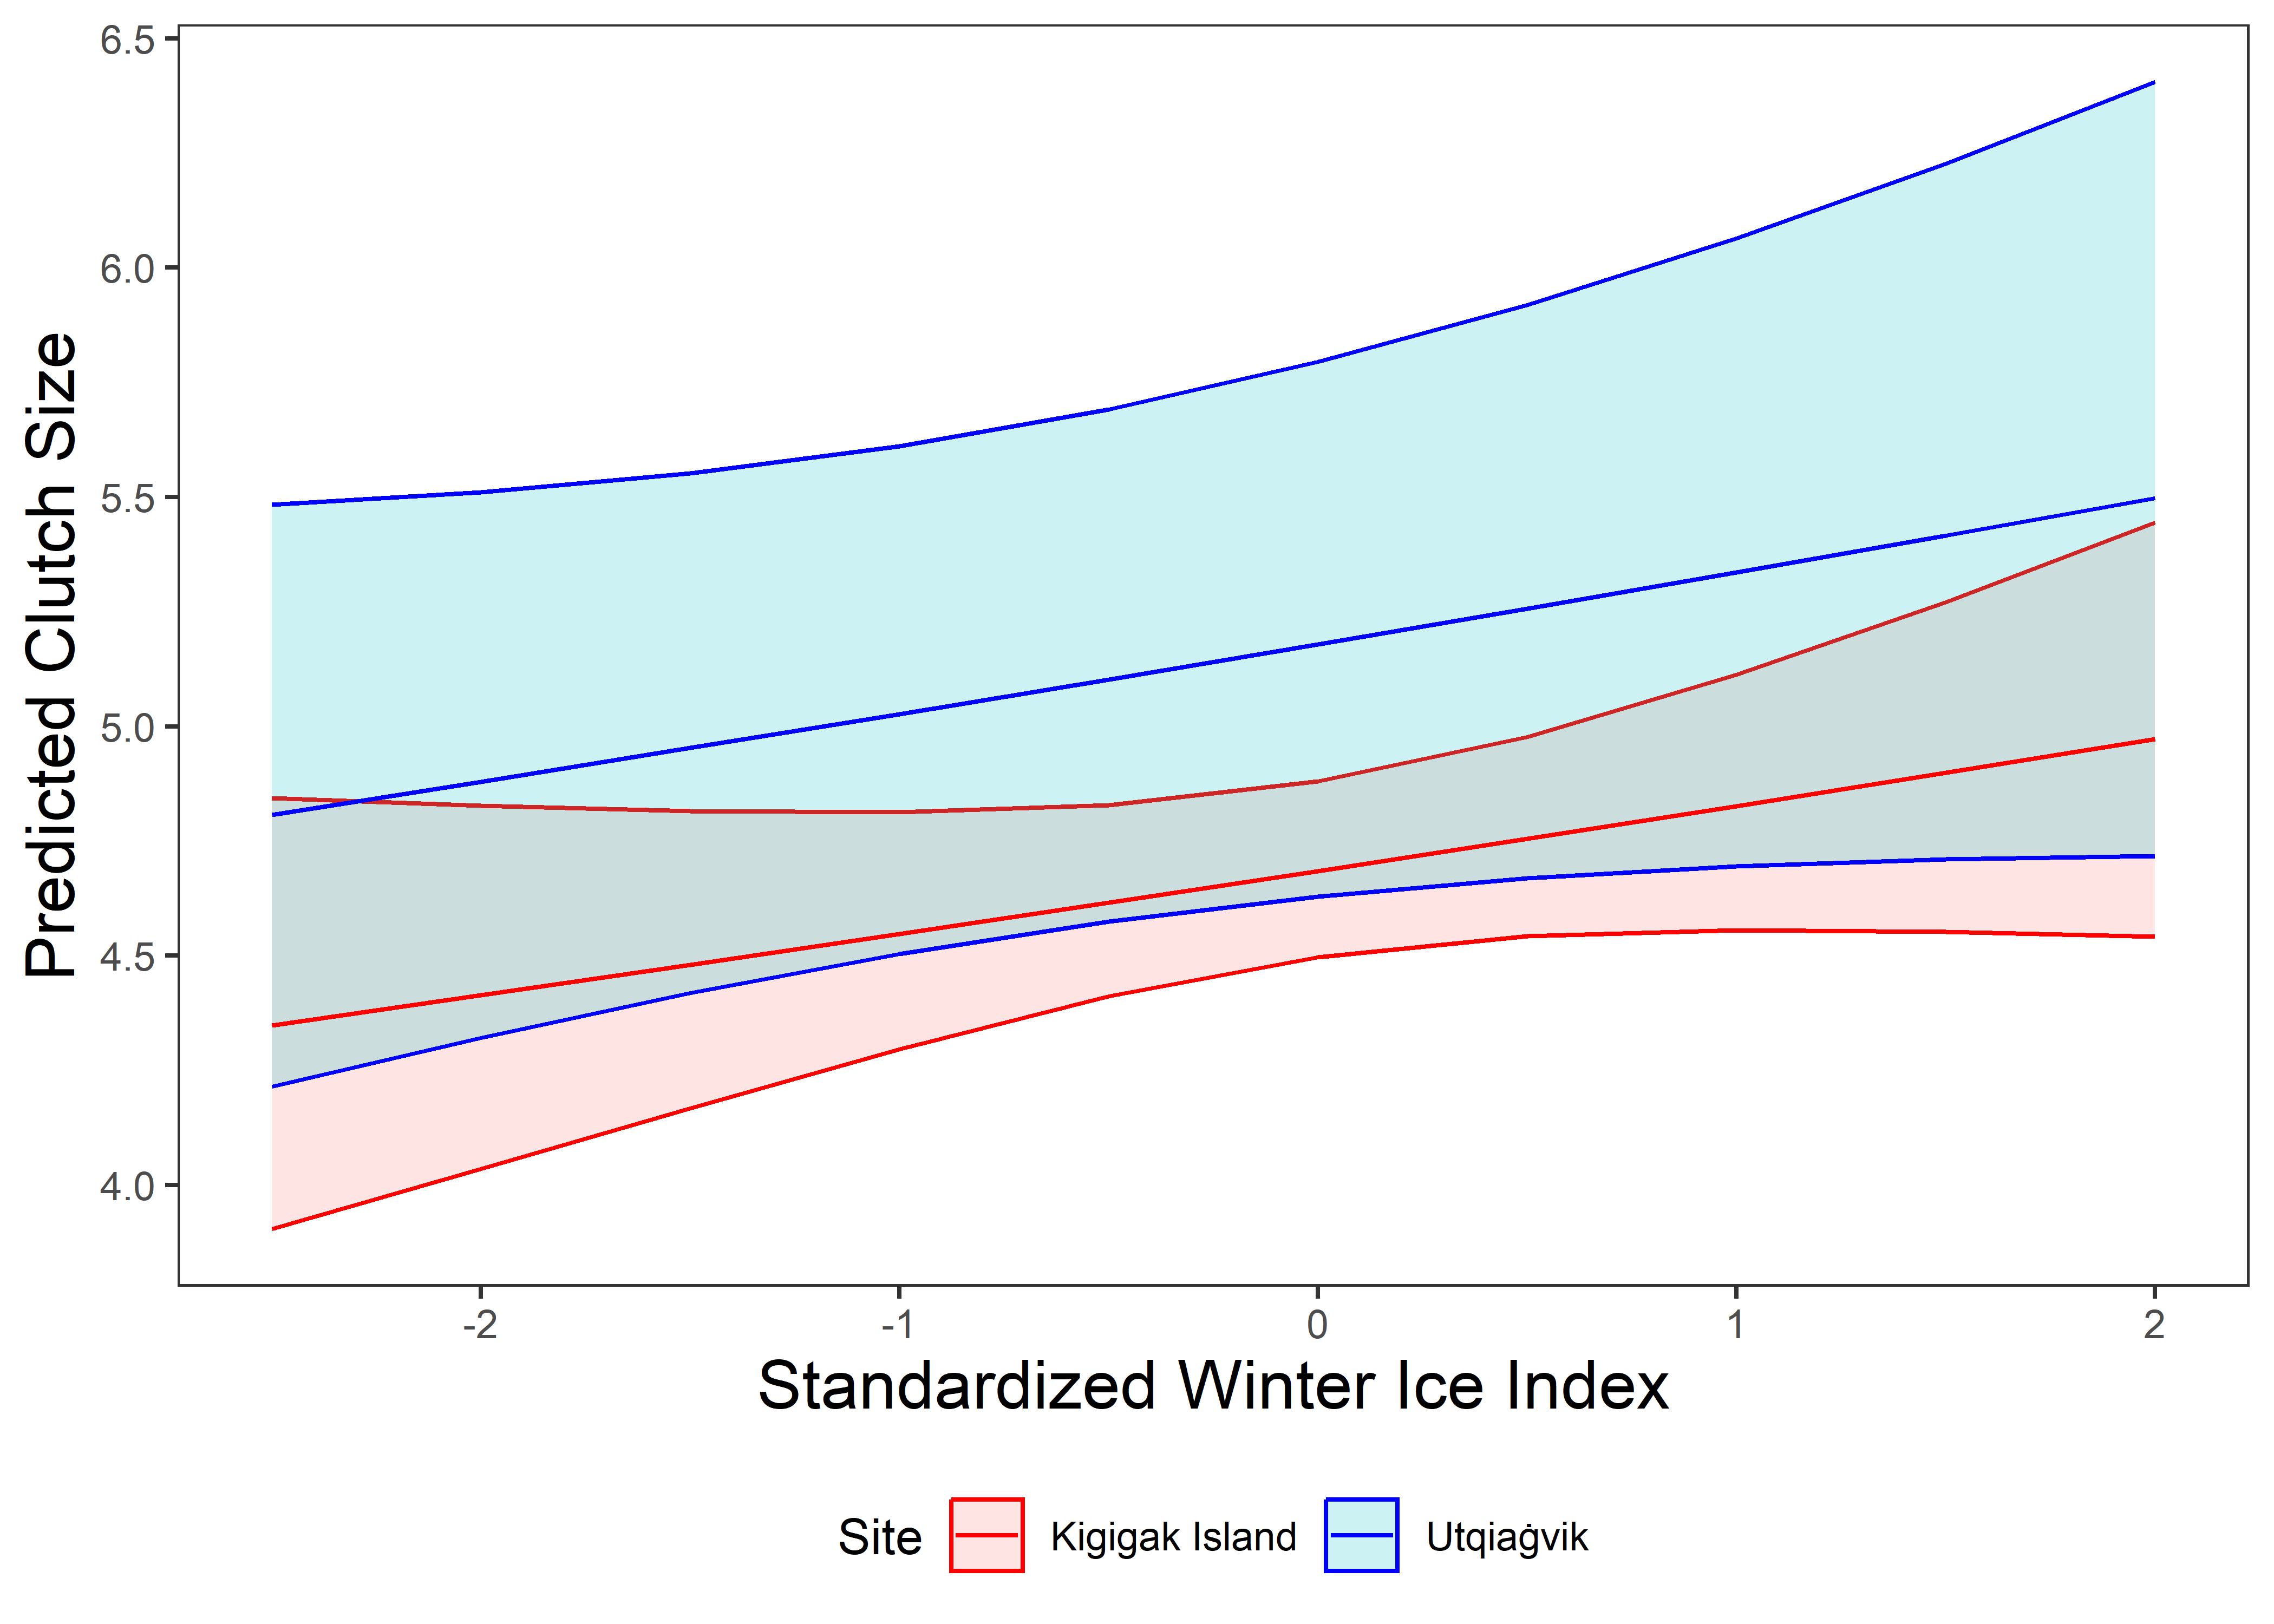 6.5
6.0
5.5
5.0
4.5
4.0
Predicted Clutch Size
-2 -1 0 1 2
Standardized Winter Ice Index
Site Kigigak Island Utqiaġvik